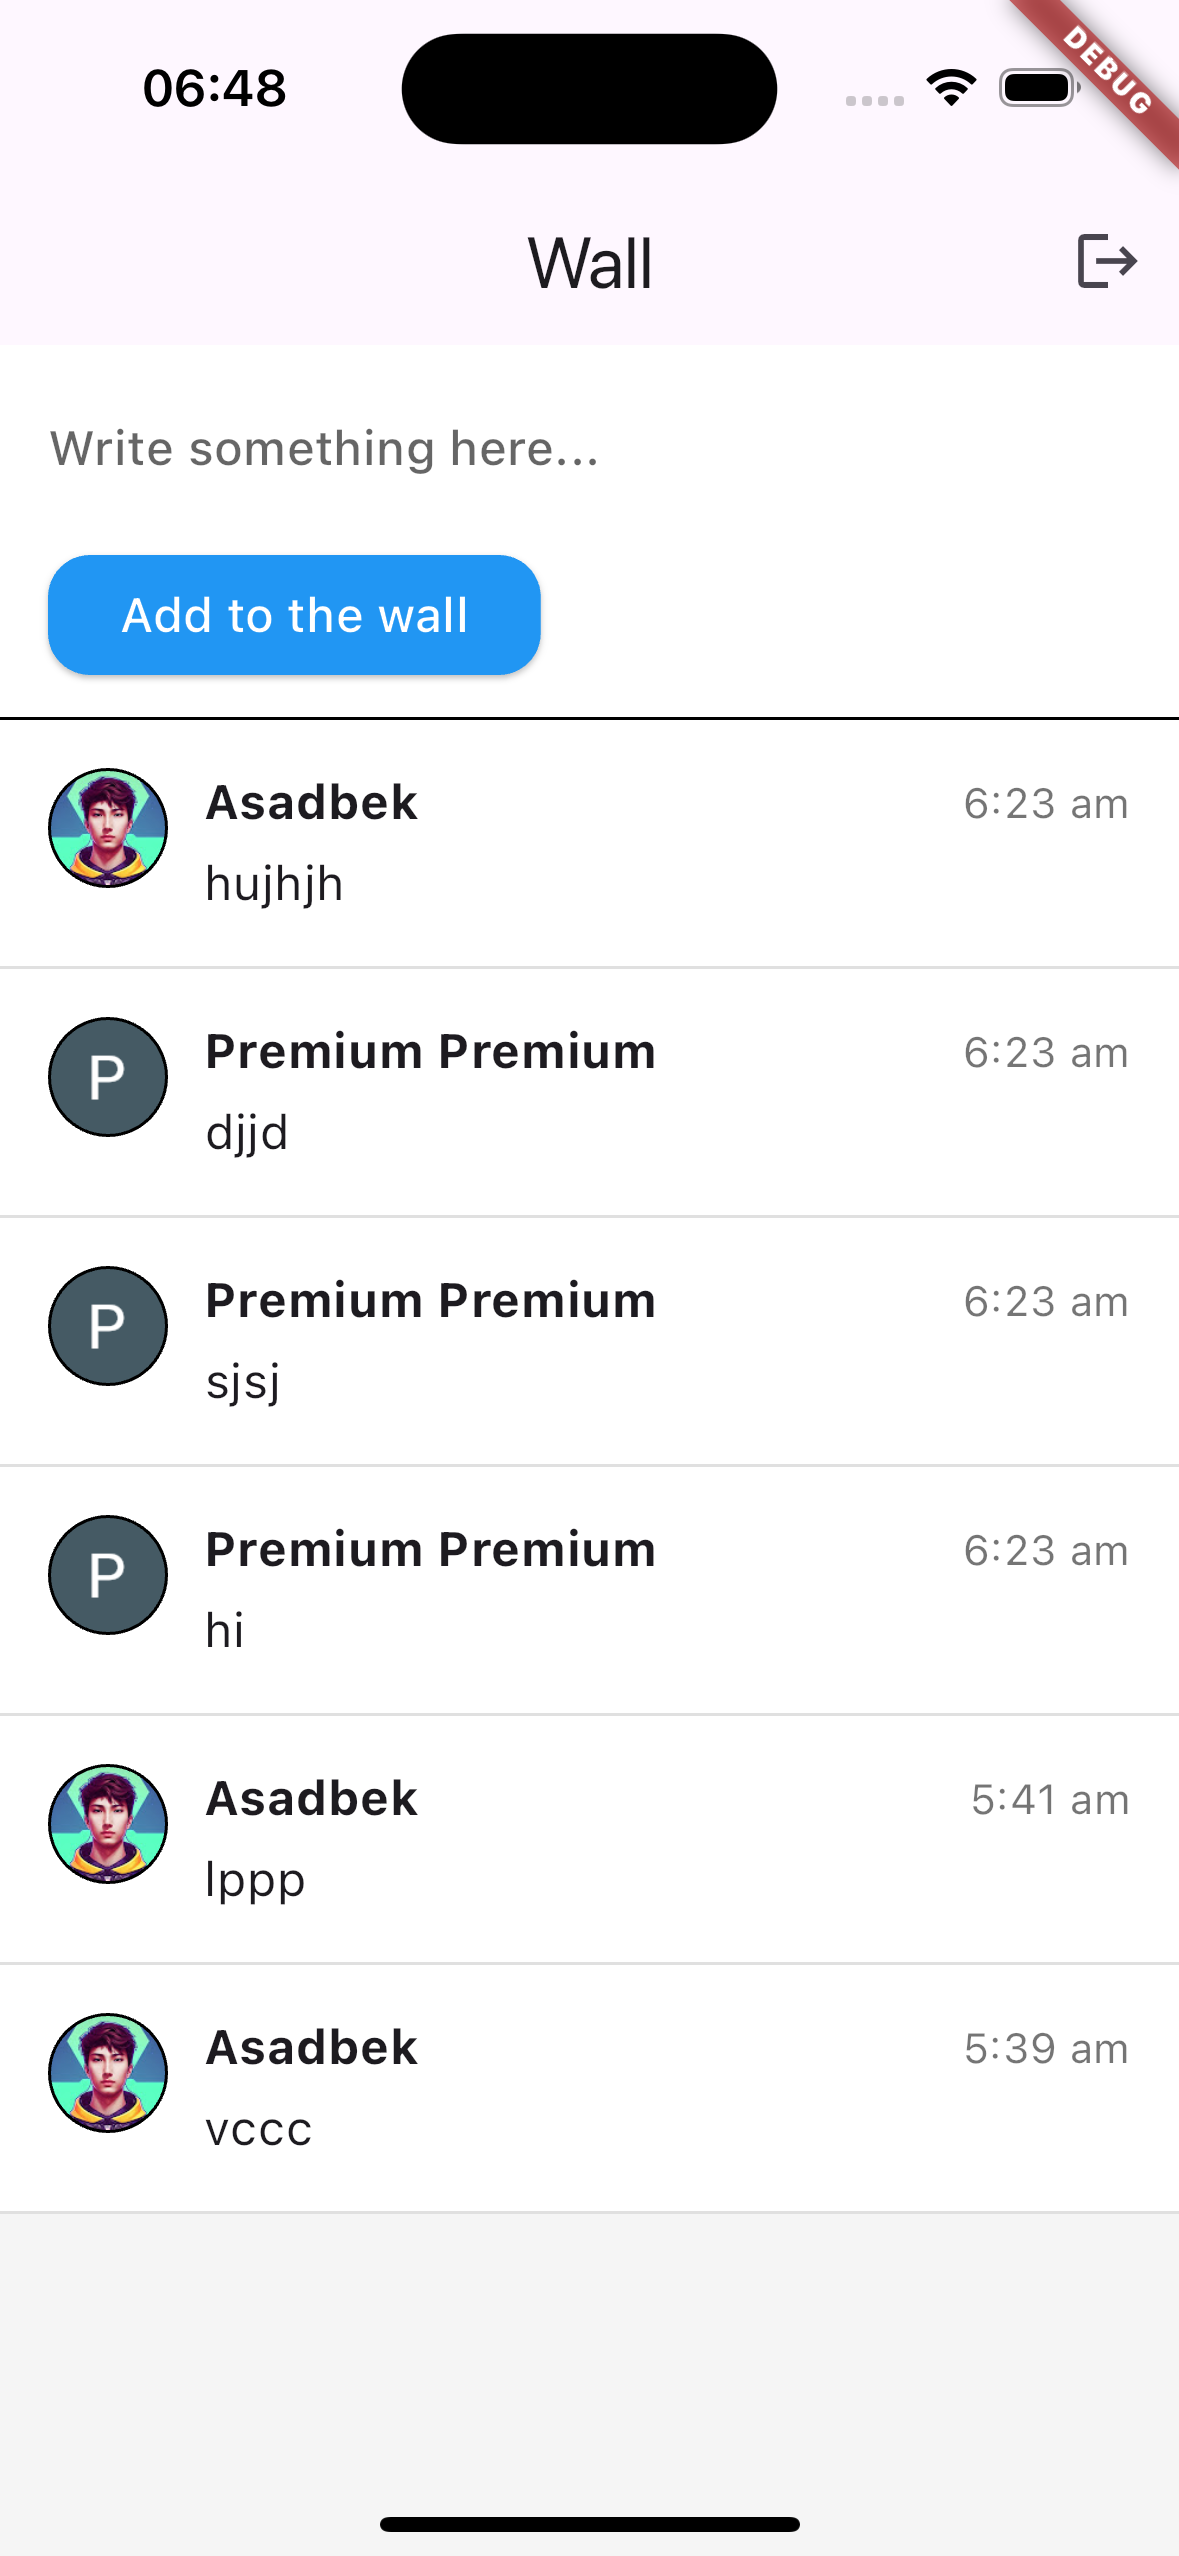 06:48
DEBUG
Wall
Write something here...
Add to the wall
Asadbek 6:23 am
hujhjh
P Premium Premium 6:23 am
djjd
P Premium Premium 6:23 am
sjsj
P Premium Premium 6:23 am
hi
Asadbek 5:41 am
lppp
Asadbek 5:39 am
vccc